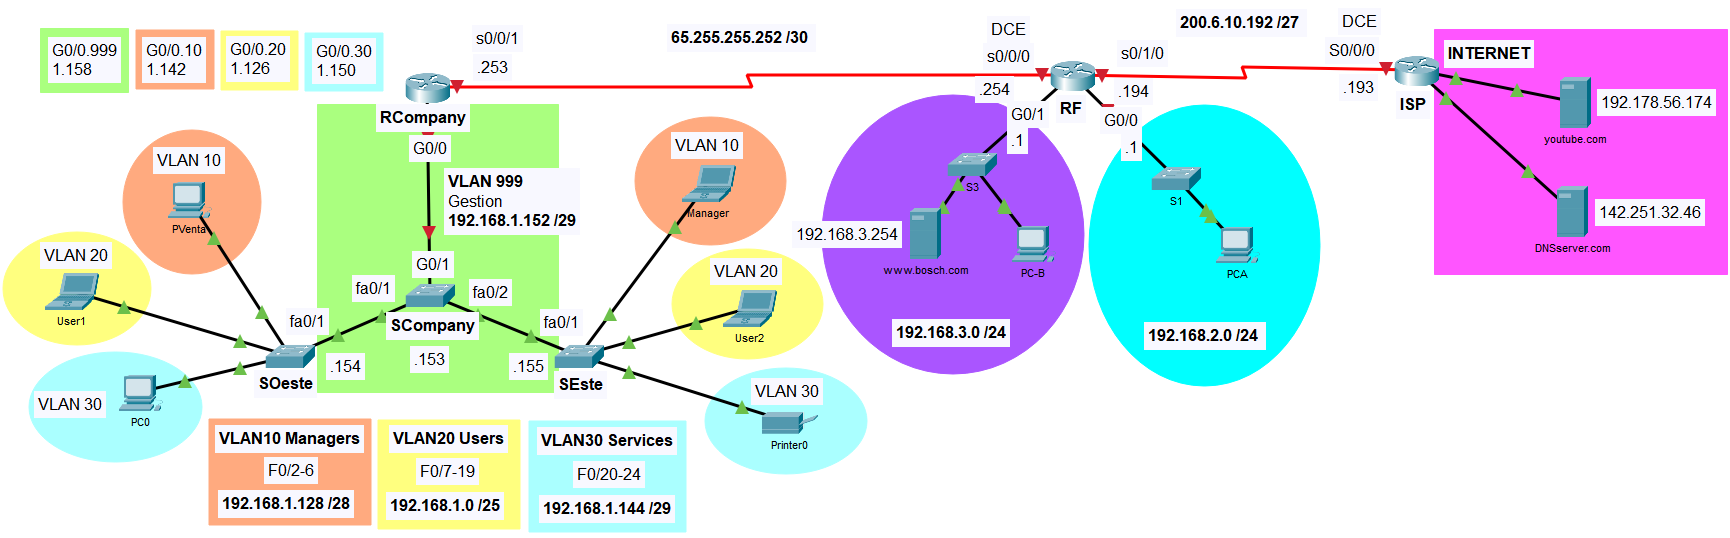 G0/0.999
1.158
G0/0.10
1.142
G0/0.20
1.126
G0/0.30
1.150
s0/0/1
.253
RCompany
G0/0
65.255.255.252 /30
DCE
s0/0/0
.254
RF
s0/1/0
.194
G0/1
.1
G0/0
.1
200.6.10.192 /27
DCE
S0/0/0
.193
ISP
INTERNET
192.178.56.174
youtube.com
142.251.32.46
DNSserver.com
VLAN 10
PVenta
VLAN 20
User1
VLAN 30
PC0
VLAN 999
Gestion
192.168.1.152 /29
G0/1
fa0/1
fa0/2
SCompany
.153
fa0/1
.154
SOeste
fa0/1
.155
SEste
VLAN 10
Manager
VLAN 20
User2
VLAN 30
Printer0
S3
192.168.3.254
www.bosch.com
PC-B
192.168.3.0 /24
S1
PCA
192.168.2.0 /24
VLAN10 Managers
F0/2-6
192.168.1.128 /28
VLAN20 Users
F0/7-19
192.168.1.0 /25
VLAN30 Services
F0/20-24
192.168.1.144 /29